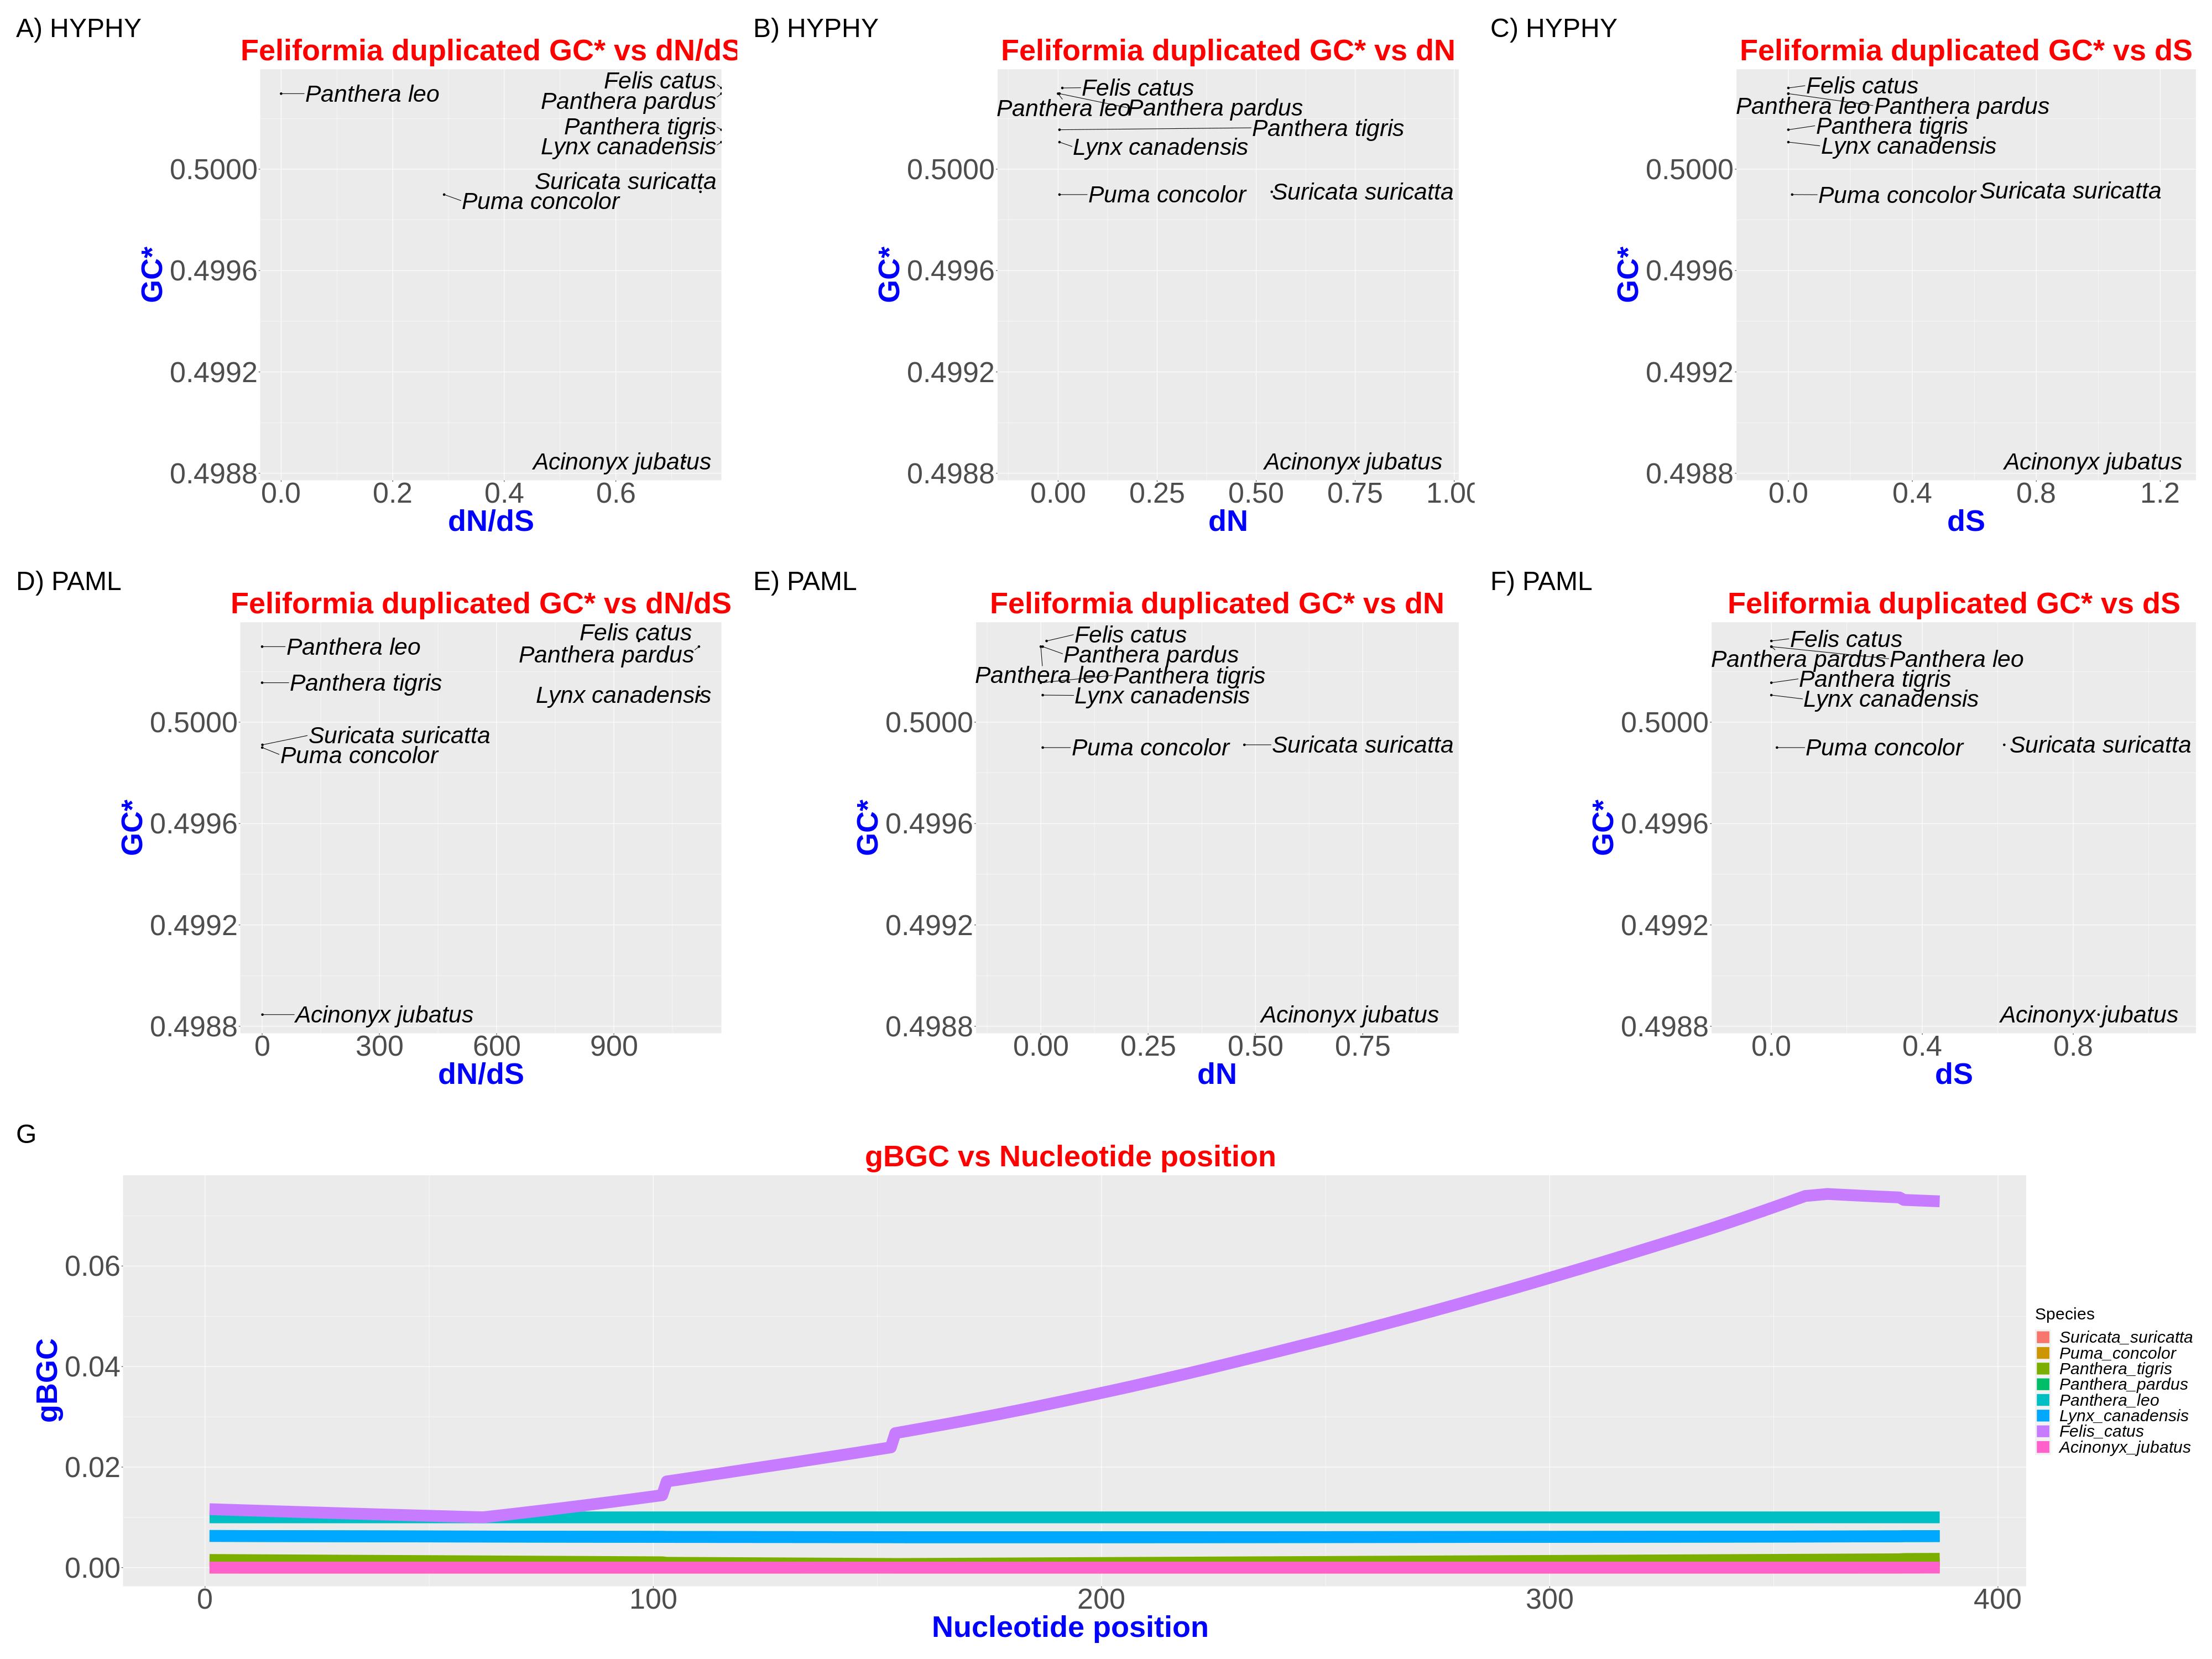 A) HYPHY
Feliformia duplicated GC* vs dN/dS
Felis catus
Panthera leo
Panthera pardus
Panthera tigris
Lynx canadensis
0.5000
Suricata suricatta
Puma concolor
GC*
0.4996
0.4992
Acinonyx jubatus
0.4988
0.0 0.2 0.4 0.6
dN/dS
B) HYPHY
Feliformia duplicated GC* vs dN
Felis catus
Panthera leo Panthera pardus
Panthera tigris
Lynx canadensis
0.5000
Puma concolor Suricata suricatta
GC*
0.4996
0.4992
Acinonyx jubatus
0.4988
0.00 0.25 0.50 0.75 1.00
dN
C) HYPHY
Feliformia duplicated GC* vs dS
Felis catus
Panthera leo Panthera pardus
Panthera tigris
Lynx canadensis
0.5000
Puma concolor Suricata suricatta
GC*
0.4996
0.4992
Acinonyx jubatus
0.4988
0.0 0.4 0.8 1.2
dS
D) PAML
Feliformia duplicated GC* vs dN/dS
Felis catus
Panthera leo
Panthera pardus
Panthera tigris
Lynx canadensis
0.5000
Suricata suricatta
Puma concolor
GC*
0.4996
0.4992
Acinonyx jubatus
0.4988
0 300 600 900
dN/dS
E) PAML
Feliformia duplicated GC* vs dN
Felis catus
Panthera pardus
Panthera leo Panthera tigris
Lynx canadensis
0.5000
Puma concolor Suricata suricatta
GC*
0.4996
0.4992
Acinonyx jubatus
0.4988
0.00 0.25 0.50 0.75
dN
F) PAML
Feliformia duplicated GC* vs dS
Felis catus
Panthera pardus Panthera leo
Panthera tigris
Lynx canadensis
0.5000
Puma concolor Suricata suricatta
GC*
0.4996
0.4992
Acinonyx jubatus
0.4988
0.0 0.4 0.8
dS
G
gBGC vs Nucleotide position
0.06
0.04
gBGC
0.02
0.00
0 100 200 300 400
Nucleotide position
Species
Suricata_suricatta
Puma_concolor
Panthera_tigris
Panthera_pardus
Panthera_leo
Lynx_canadensis
Felis_catus
Acinonyx_jubatus